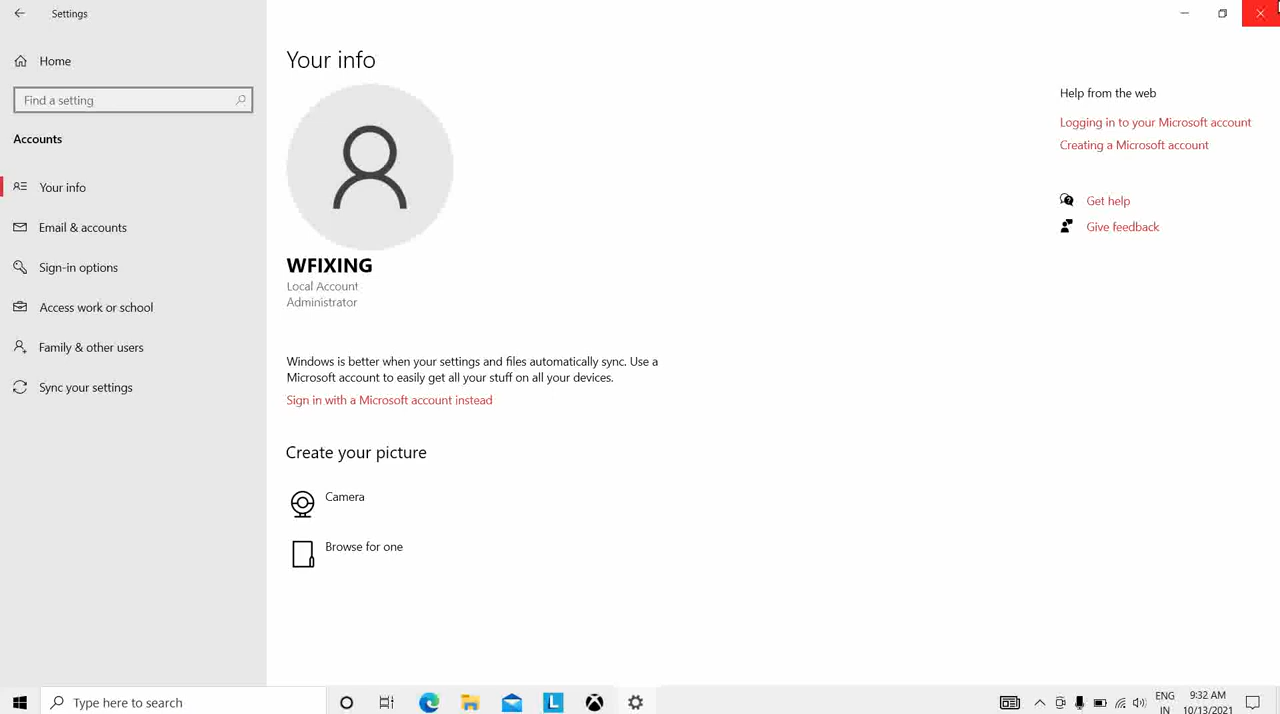 Settings
Home
Find a setting
Accounts
Your info
Email & accounts
Sign-in options
Access work or school
Family & other users
Sync your settings
Your info
WFIXING
Local Account
Administrator
Windows is better when your settings and files automatically sync. Use a
Microsoft account to easily get all your stuff on all your devices.
Sign in with a Microsoft account instead
Create your picture
Camera
Browse for one
Help from the web
Logging in to your Microsoft account
Creating a Microsoft account
Get help
Give feedback
Type here to search
L
ENG
IN
9:32 AM
10/13/2021